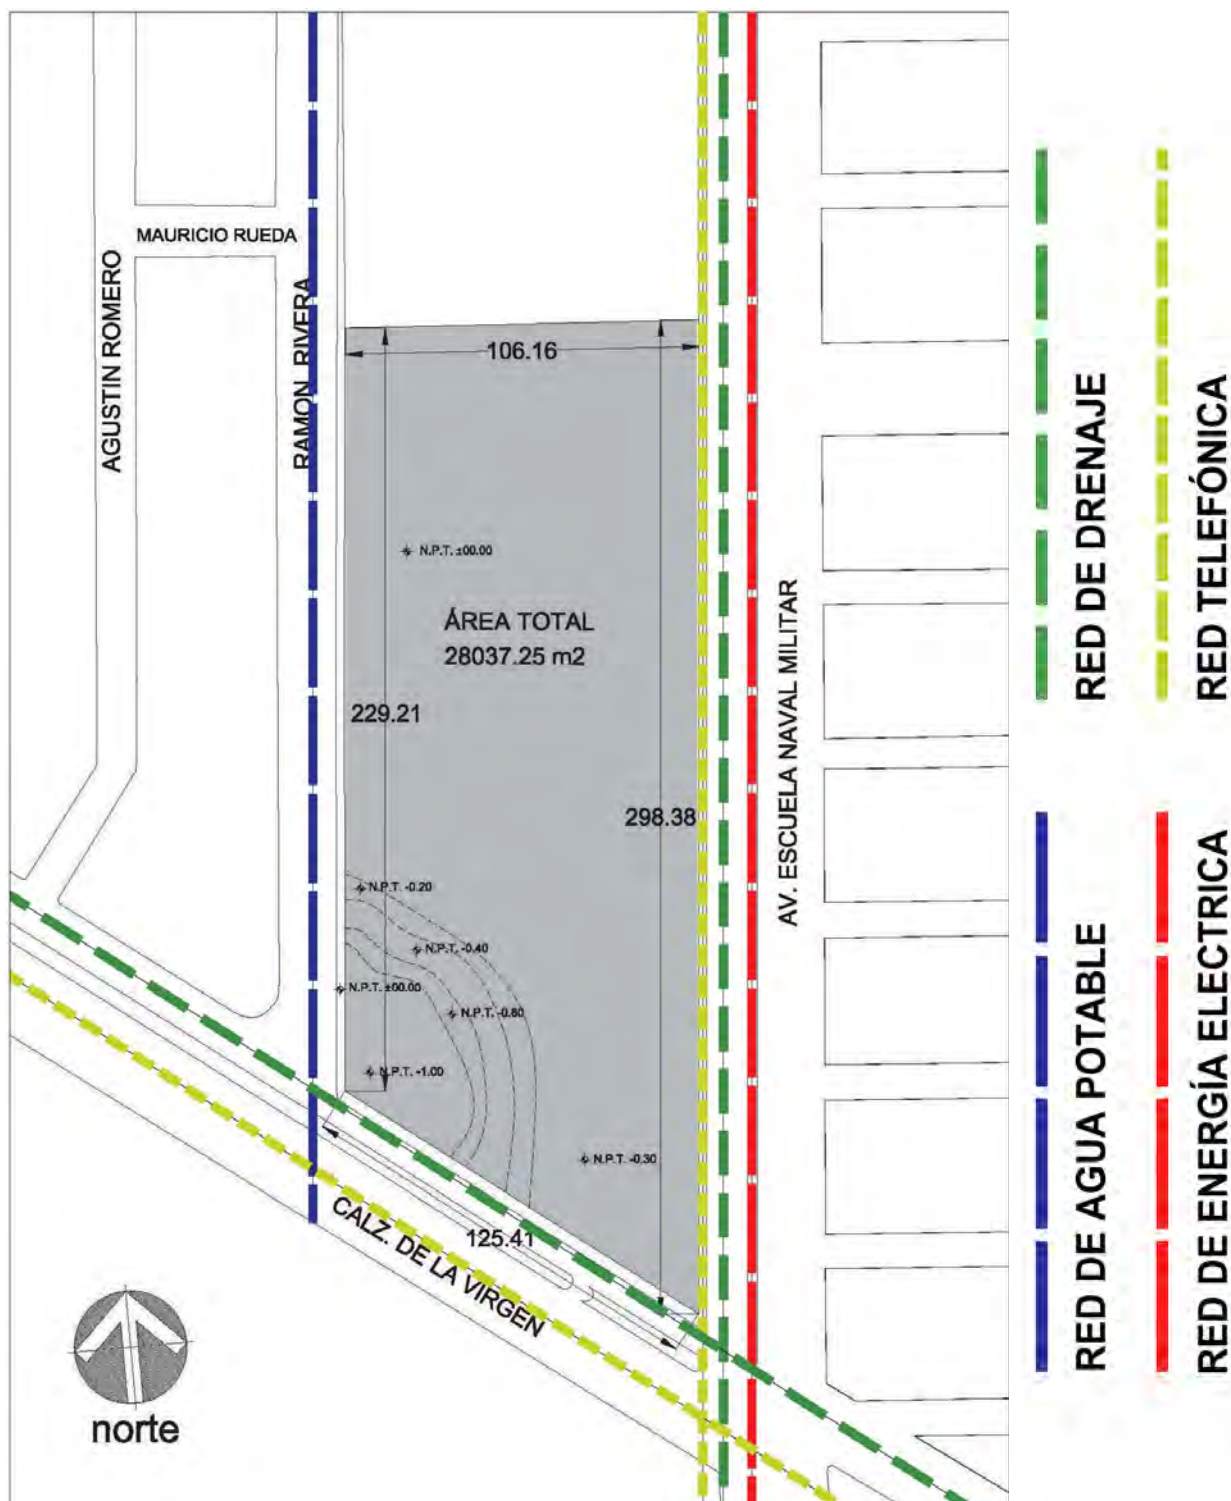 MAURICIO RUEDA
AGUSTIN ROMERO
RAMON RIVERA
106.16
N.P.T. ±00.00
ÁREA TOTAL
28037.25 m2
229.21
298.38
AV. ESCUELA NAVAL MILITAR
N.P.T. -0.20
N.P.T. -0.40
N.P.T. ±00.00
N.P.T. -0.80
N.P.T. -1.00
N.P.T. -0.30
125.41
CALZ. DE LA VIRGEN
norte
RED DE DRENAJE
RED TELEFÓNICA
RED DE AGUA POTABLE
RED DE ENERGÍA ELECTRICA